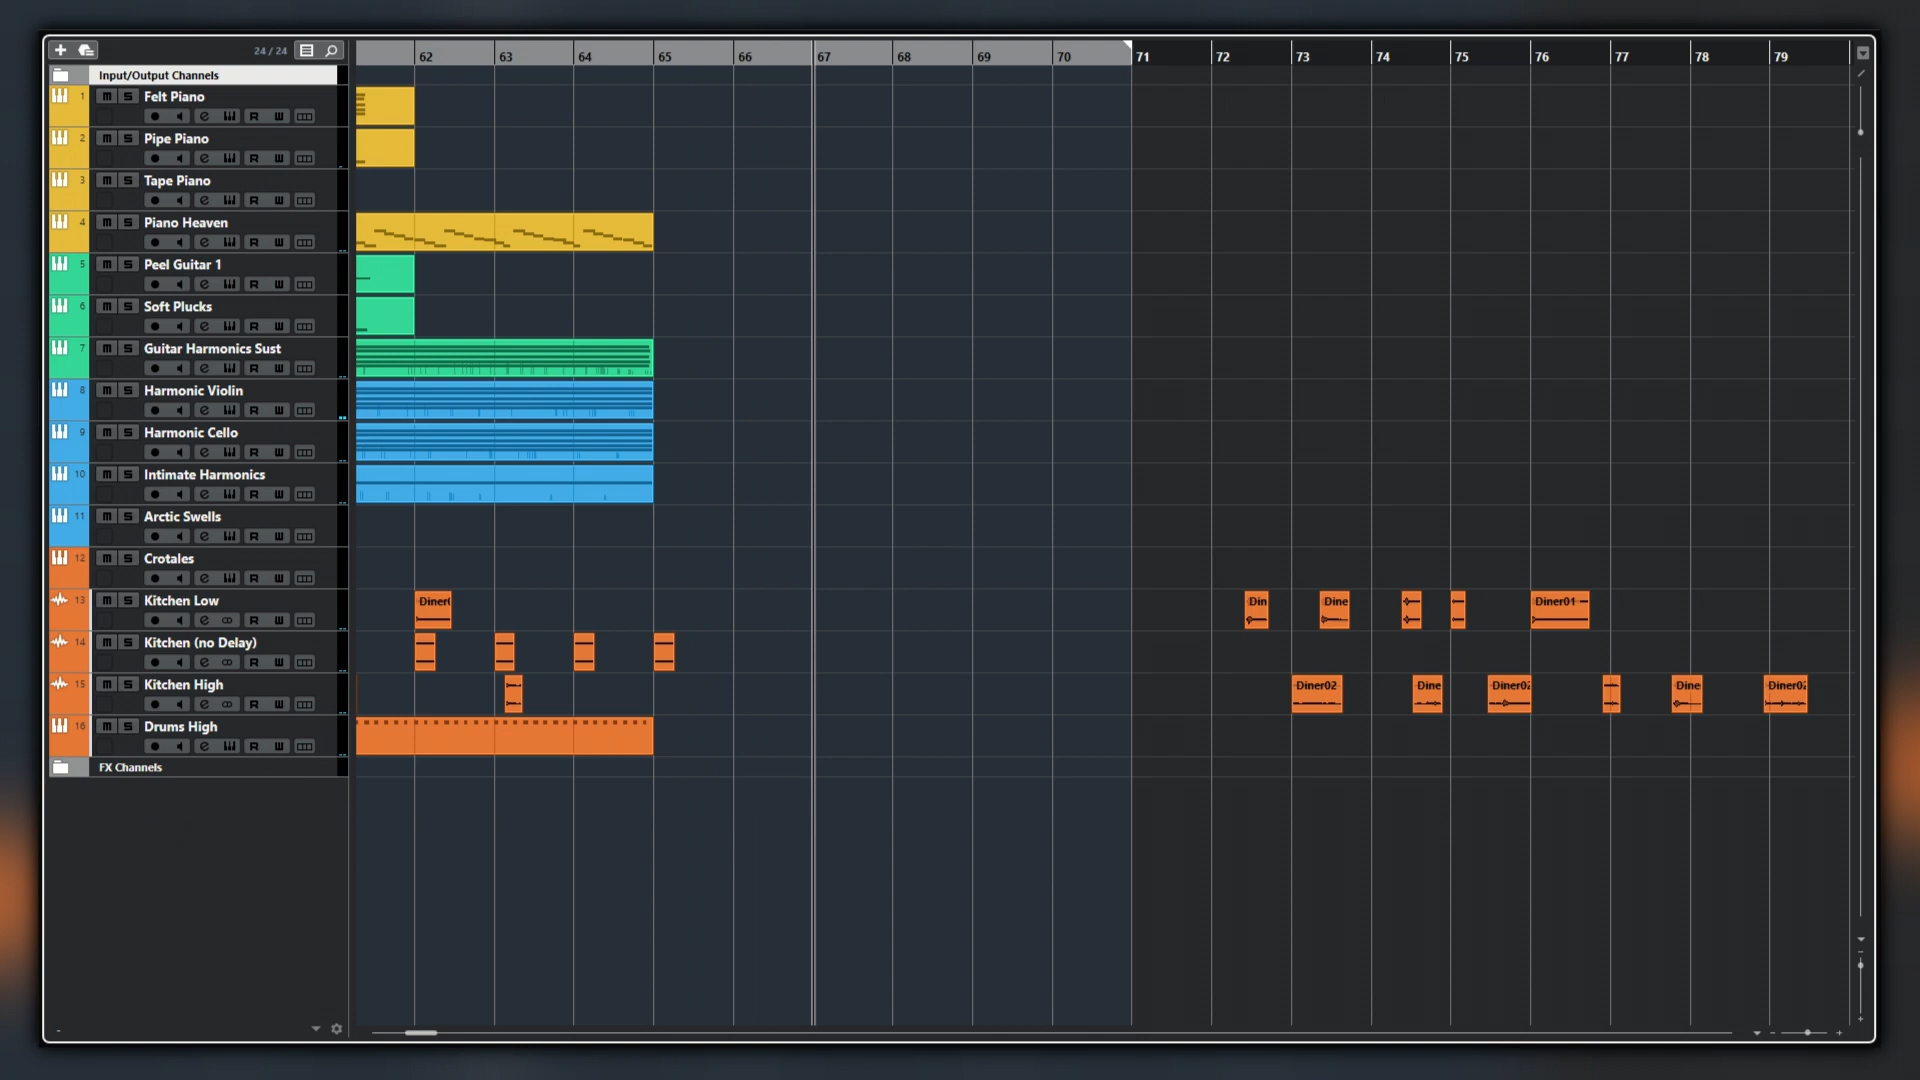 24 / 24
62 63 64 65 66 67 68 69 70 71 72 73 74 75 76 77 78 79
Input/Output Channels
1 m S Felt Piano
e R W
2 m S Pipe Piano
e R W
3 m S Tape Piano
e R W
4 m S Piano Heaven
e R W
5 m S Peel Guitar 1
e R W
6 m S Soft Plucks
e R W
7 m S Guitar Harmonics Sust
e R W
8 m S Harmonic Violin
e R W
9 m S Harmonic Cello
e R W
10 m S Intimate Harmonics
e R W
11 m S Arctic Swells
e R W
12 m S Crotales
e R W
13 m S Kitchen Low Diner( Din Dine Diner01
e R W
14 m S Kitchen (no Delay)
e R W
15 m S Kitchen High Diner02 Dine Diner02 Dine Diner02
e R W
16 m S Drums High
e R W
FX Channels